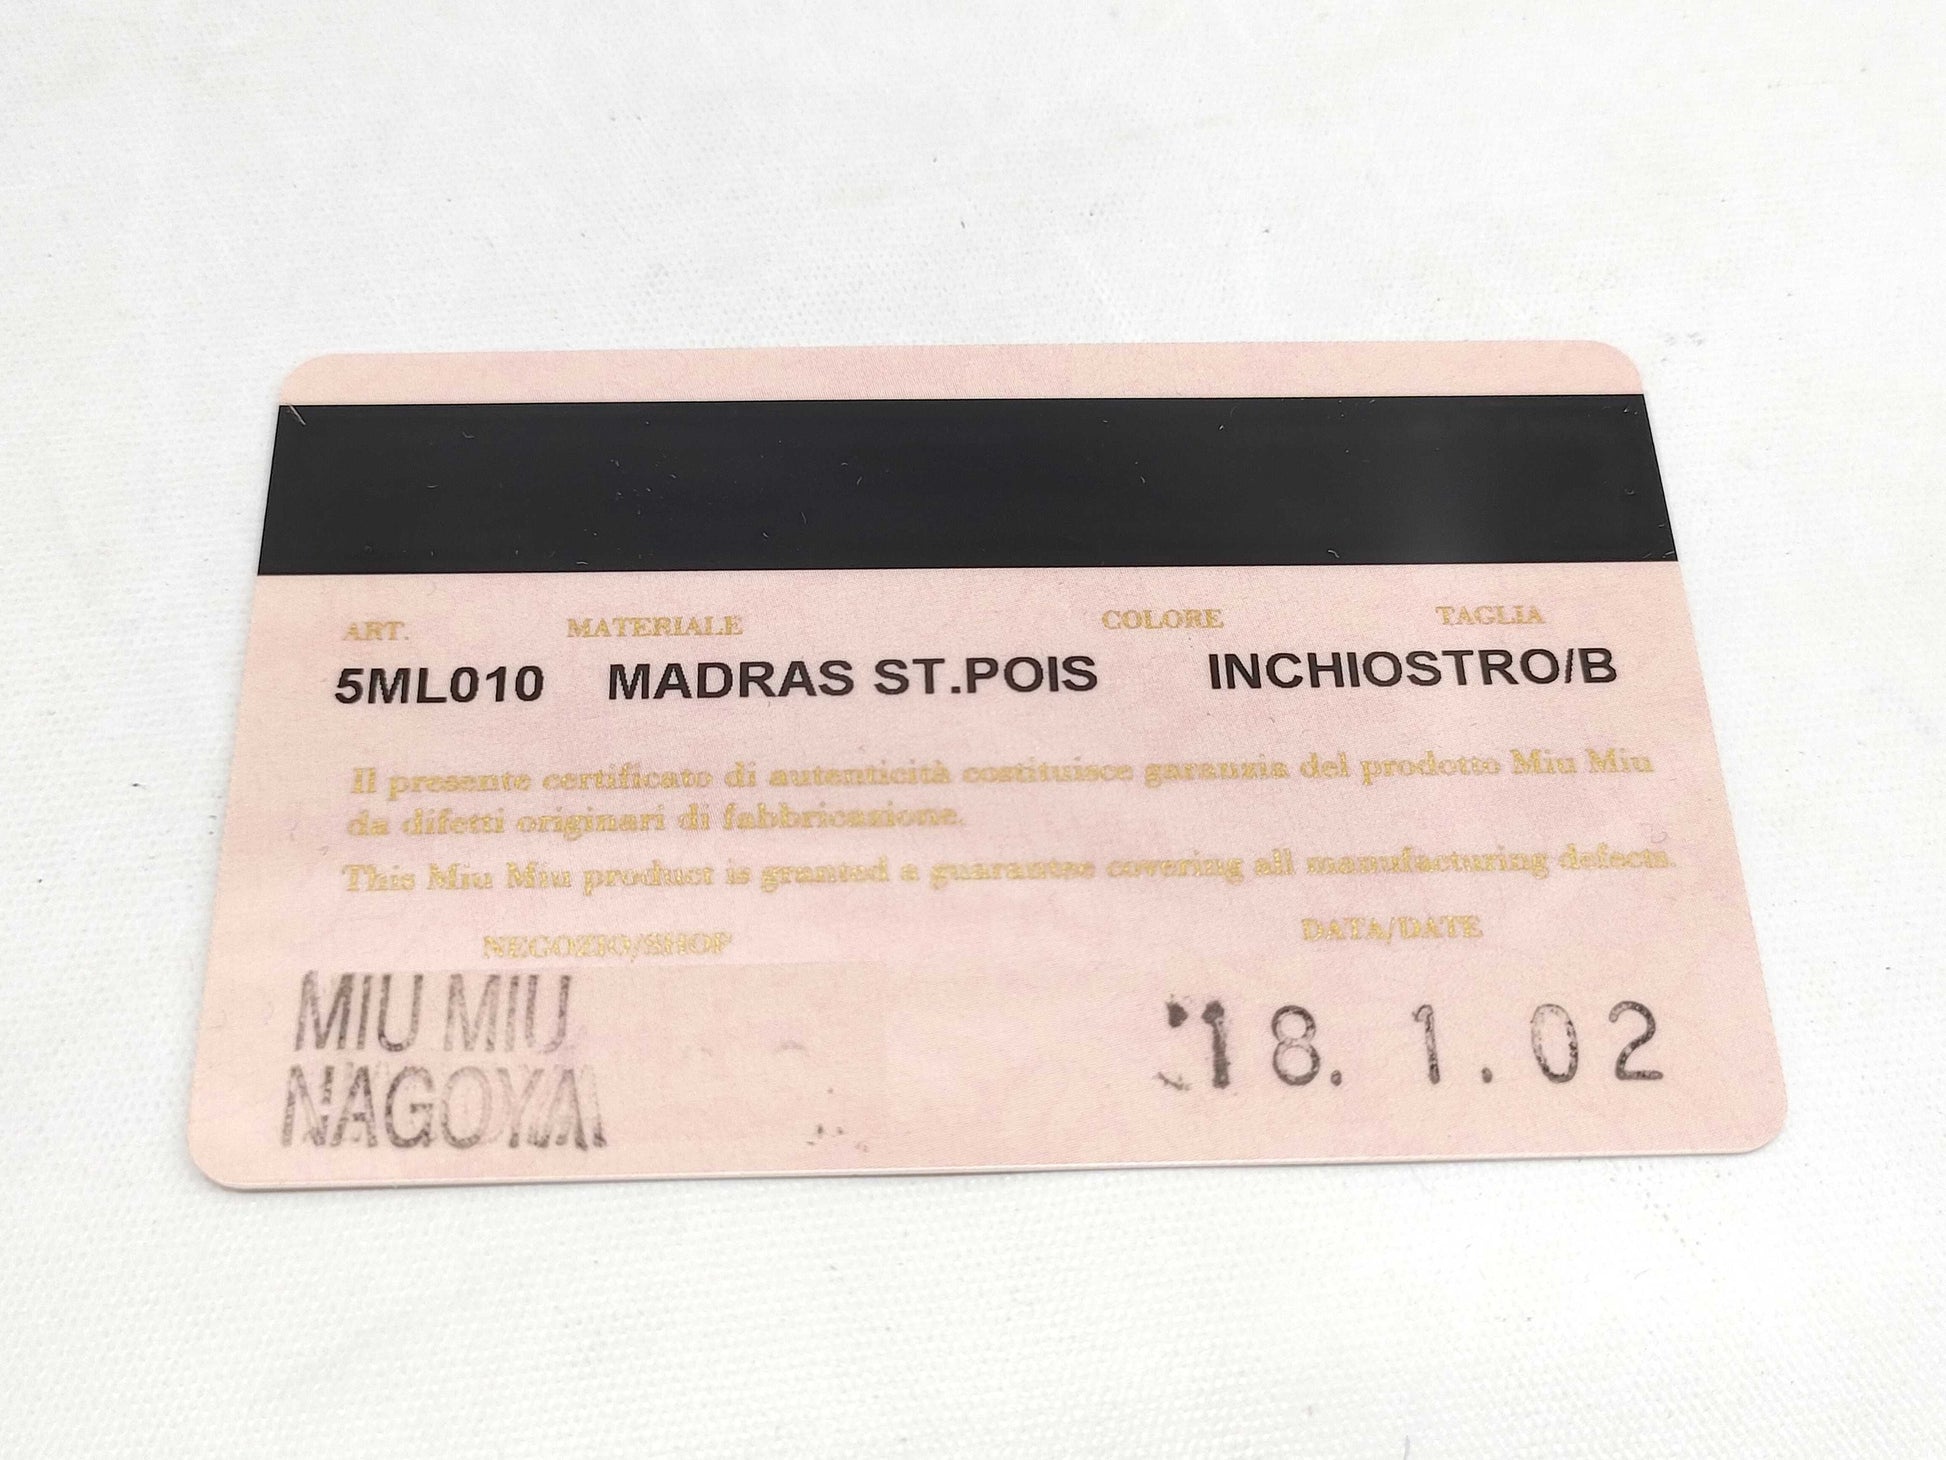 ART. MATERIALE COLORE TAGLIA
5ML010 MADRAS ST.POIS INCHIOSTRO/B
Il presente certificato di autenticità costituisce garanzia del prodotto Miu Miu
da difetti originari di fabbricazione.
This Miu Miu product is granted a guarantee covering all manufacturing defects.
NEGOZIO/SHOP DATA/DATE
MIU MIU
NAGOYA
'18. 1.02